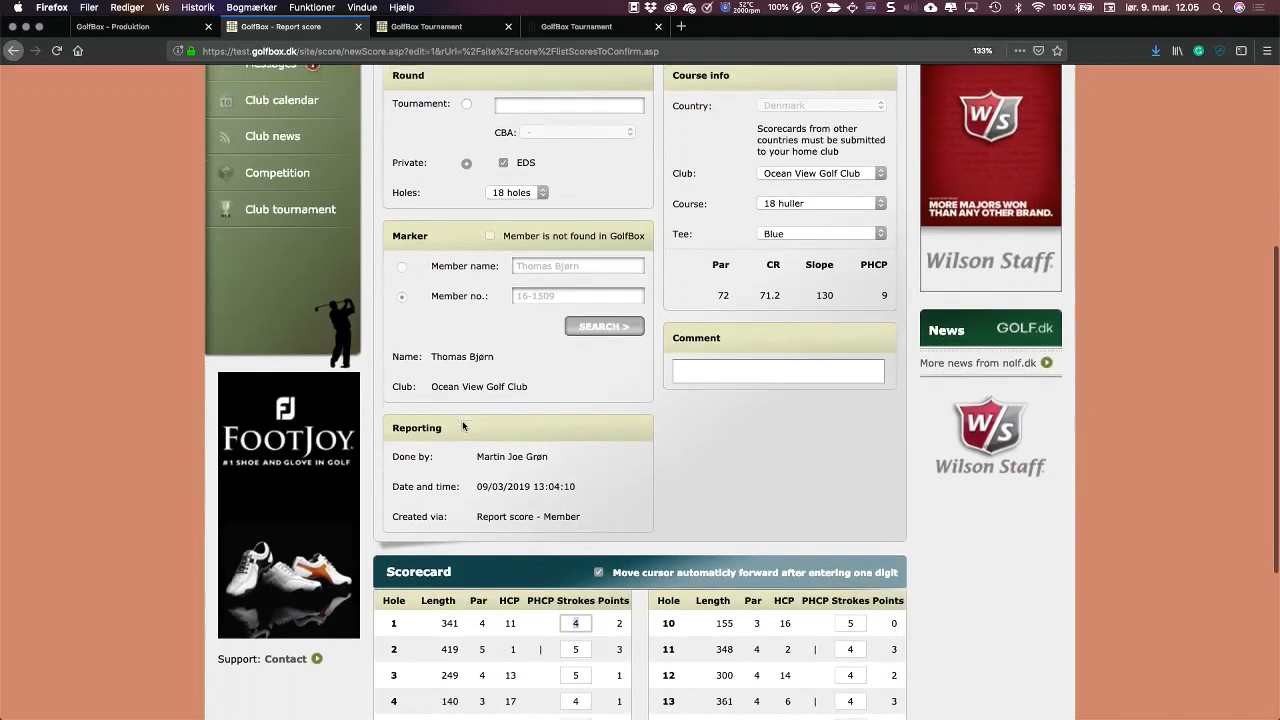 Firefox Arkiv Rediger Vis Historik Bogmærker Funktioner Vindue Hjælp 100% lør. 16. mar. 12.09
GolfBox - Produktion GolfBox - Report score GolfBox Tournament GolfBox Tournament
https://test.golfbox.dk/site/score/newScore.asp?edit=1&rUrl=%2Fsite%2Fscore%2FlistScoresToConfirm.asp 133%
Messages
Club calendar
Club news
Competition
Club tournament
FJ
FOOTJOY
#1 SHOE AND GLOVE IN GOLF
Support: Contact
Round
Tournament:
CBA: -
Private: EDS
Holes: 18 holes
Marker Member is not found in GolfBox
Member name: Thomas Bjørn
Member no.: 16-1509
SEARCH >
Name: Thomas Bjørn
Club: Ocean View Golf Club
Reporting
Done by: Martin Joe Grøn
Date and time: 09/03/2019 13:04:10
Created via: Report score - Member
Course info
Country: Denmark
Scorecards from other
countries must be submitted
to your home club
Club: Ocean View Golf Club
Course: 18 huller
Tee: Blue
Par CR Slope PHCP
72 71.2 130 9
Comment
Scorecard Move cursor automaticly forward after entering one digit
Hole Length Par HCP PHCP Strokes Points Hole Length Par HCP PHCP Strokes Points
1 341 4 11 4 2 10 155 3 16 5 0
2 419 5 1 | 5 3 11 348 4 2 | 4 3
3 249 4 13 5 1 12 300 4 14 4 2
4 140 3 17 4 1 13 361 4 6 | 4 3
W/S
MORE MAJORS WON
THAN ANY OTHER BRAND.
Wilson Staff
News GOLF.dk
More news from nolf.dk
W/S
Wilson Staff